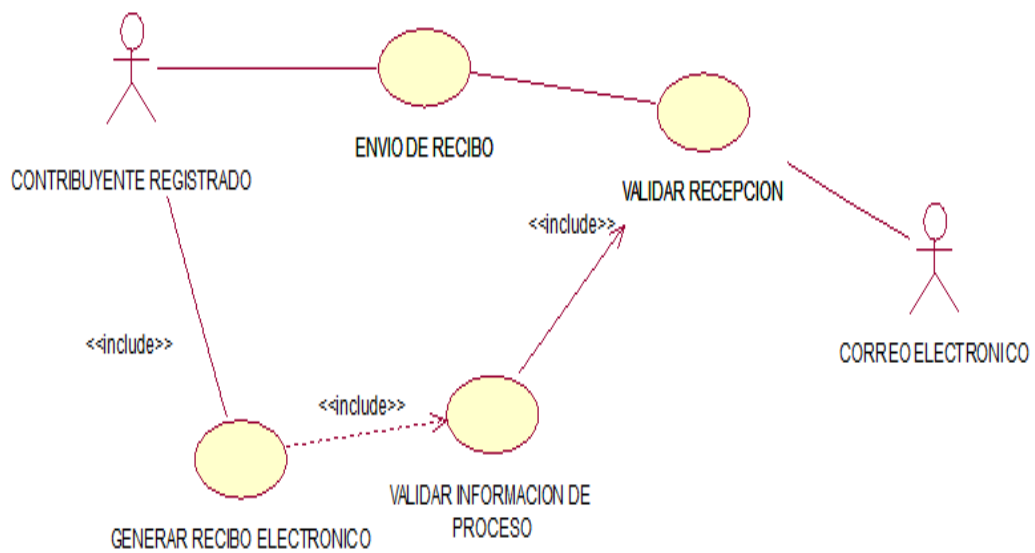 ENVIO DE RECIBO
CONTRIBUYENTE REGISTRADO
VALIDAR RECEPCION
<<include>>
<<include>>
CORREO ELECTRONICO
<<include>>
VALIDAR INFORMACION DE
PROCESO
GENERAR RECIBO ELECTRONICO